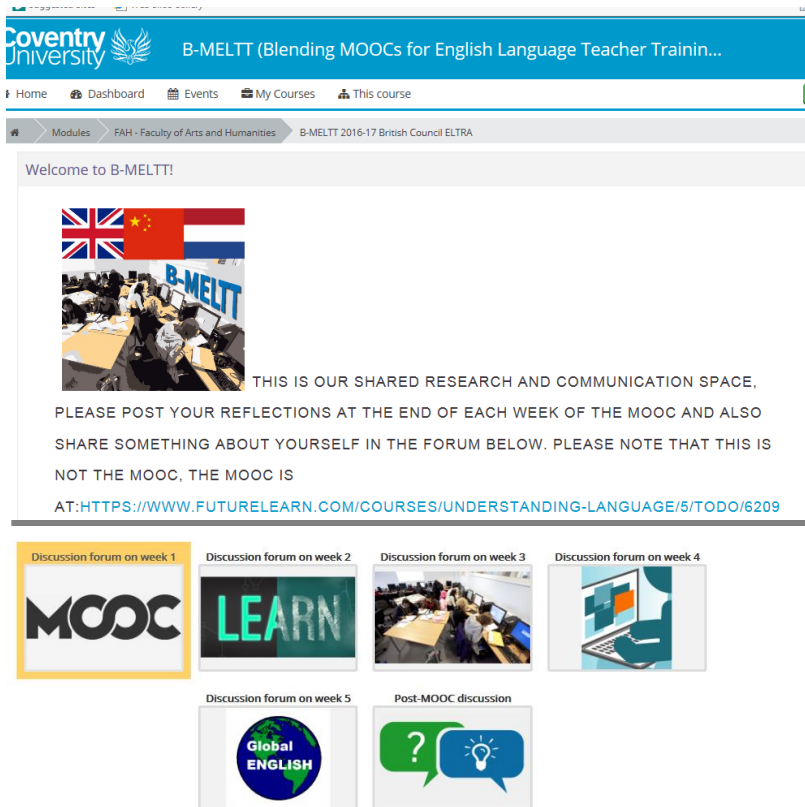 Coventry
University
B-MELTT (Blending MOOCs for English Language Teacher Trainin...
Home Dashboard Events My Courses This course
Modules FAH - Faculty of Arts and Humanities B-MELTT 2016-17 British Council ELTRA
Welcome to B-MELTT!
B-MELTT
THIS IS OUR SHARED RESEARCH AND COMMUNICATION SPACE,
PLEASE POST YOUR REFLECTIONS AT THE END OF EACH WEEK OF THE MOOC AND ALSO
SHARE SOMETHING ABOUT YOURSELF IN THE FORUM BELOW. PLEASE NOTE THAT THIS IS
NOT THE MOOC, THE MOOC IS
AT:HTTPS://WWW.FUTURELEARN.COM/COURSES/UNDERSTANDING-LANGUAGE/5/TODO/6209
Discussion forum on week 1 Discussion forum on week 2 Discussion forum on week 3 Discussion forum on week 4
MOOC LEARN
Discussion forum on week 5 Post-MOOC discussion
Global
ENGLISH
?